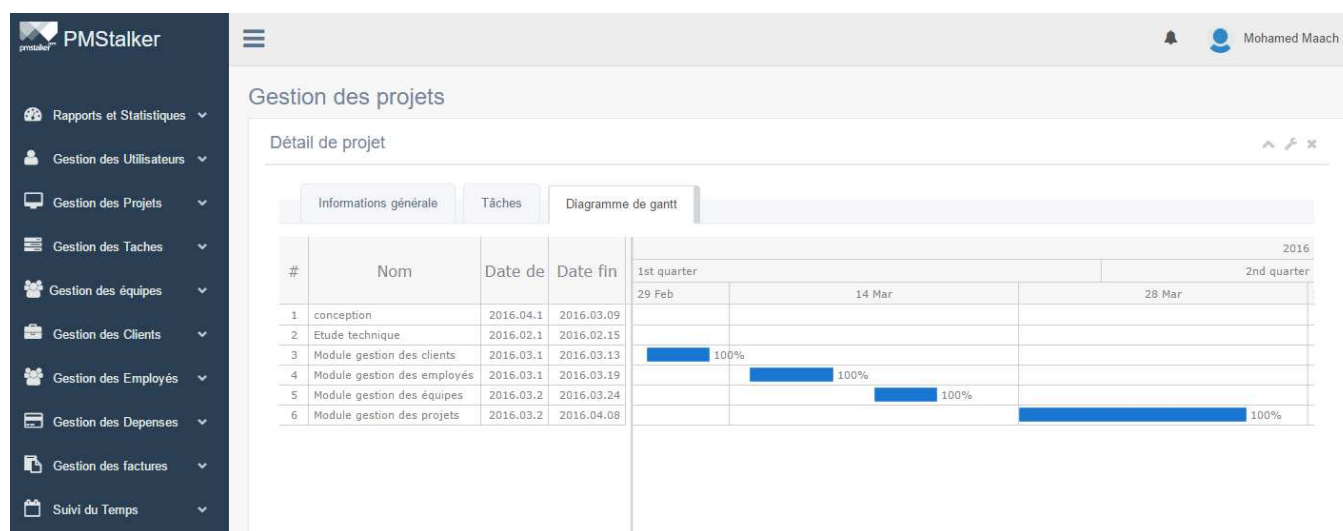 pmstalker PMStalker
Mohamed Maach
Rapports et Statistiques
Gestion des Utilisateurs
Gestion des Projets
Gestion des Taches
Gestion des équipes
Gestion des Clients
Gestion des Employés
Gestion des Depenses
Gestion des factures
Suivi du Temps
Gestion des projets
Détail de projet
Informations générale Tâches Diagramme de gantt
# Nom Date de Date fin
2016
1st quarter 2nd quarter
29 Feb 14 Mar 28 Mar
1 conception 2016.04.1 2016.03.09
2 Etude technique 2016.02.1 2016.02.15
3 Module gestion des clients 2016.03.1 2016.03.13 100%
4 Module gestion des employés 2016.03.1 2016.03.19 100%
5 Module gestion des équipes 2016.03.2 2016.03.24 100%
6 Module gestion des projets 2016.03.2 2016.04.08 100%